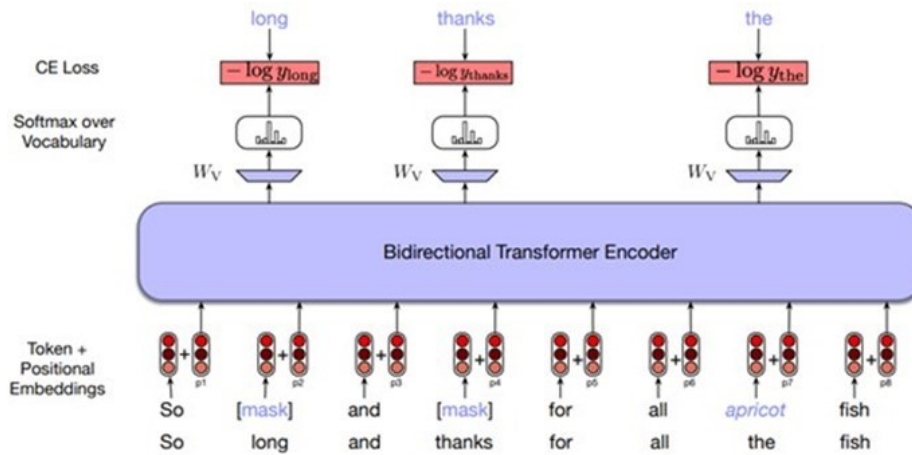 long thanks the
CE Loss
− log y_long − log y_thanks − log y_the
Softmax over
Vocabulary
W_V W_V W_V
Bidirectional Transformer Encoder
Token +
Positional
Embeddings
+ + + + + + + +
p1 p2 p3 p4 p5 p6 p7 p8
So [mask] and [mask] for all apricot fish
So long and thanks for all the fish